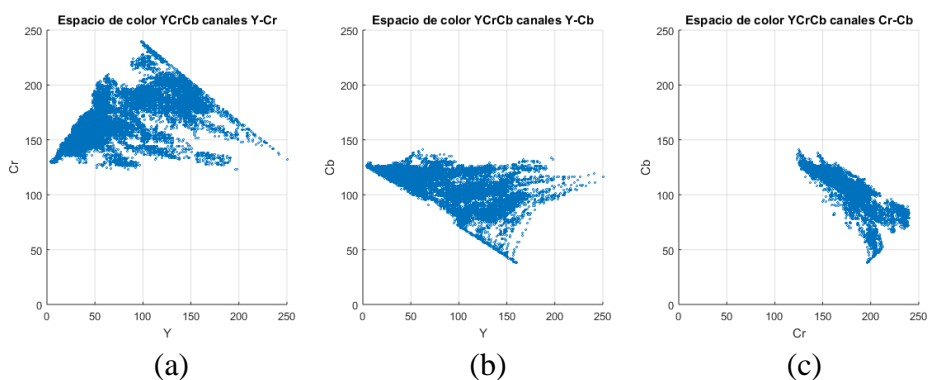 Espacio de color YCrCb canales Y-Cr
250
200
150
100
50
0
Cr
0 50 100 150 200 250
Y
(a)
Espacio de color YCrCb canales Y-Cb
250
200
150
100
50
0
Cb
0 50 100 150 200 250
Y
(b)
Espacio de color YCrCb canales Cr-Cb
250
200
150
100
50
0
Cb
0 50 100 150 200 250
Cr
(c)